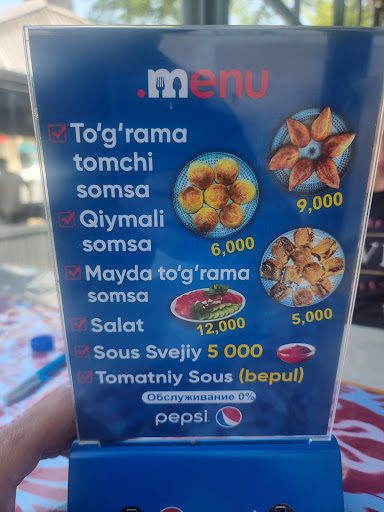 .menu
To'g'rama
tomchi
somsa
9,000
Qiymali
somsa
6,000
Mayda to'g'rama
somsa
5,000
Salat
12,000
Sous Svejiy 5 000
Tomatniy Sous (bepul)
Обслуживание 0%
pepsi